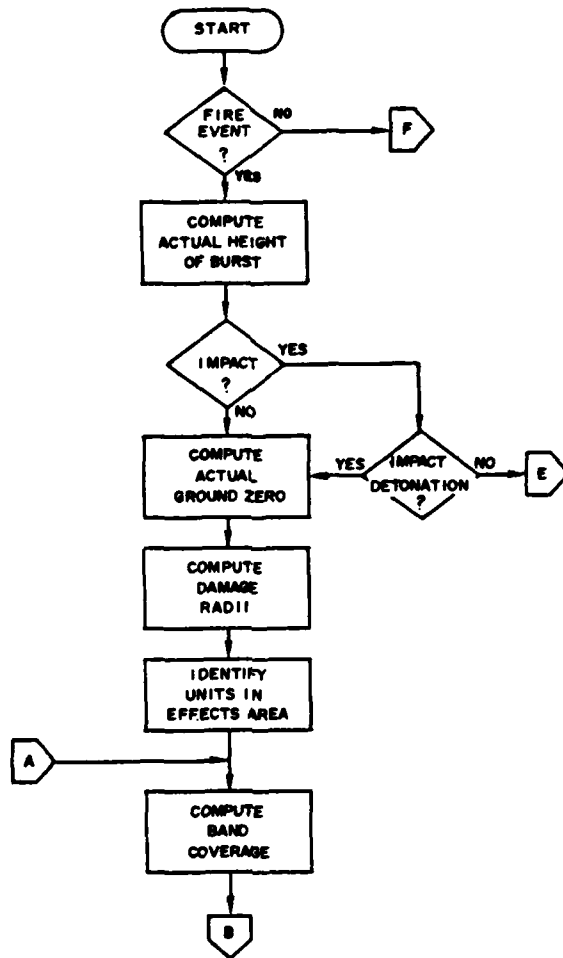 START
FIRE
EVENT
?
NO
F
YES
COMPUTE
ACTUAL HEIGHT
OF BURST
IMPACT
?
YES
NO
COMPUTE
ACTUAL
GROUND ZERO
YES
IMPACT
DETONATION
?
NO
E
COMPUTE
DAMAGE
RADII
IDENTIFY
UNITS IN
EFFECTS AREA
A
COMPUTE
BAND
COVERAGE
B